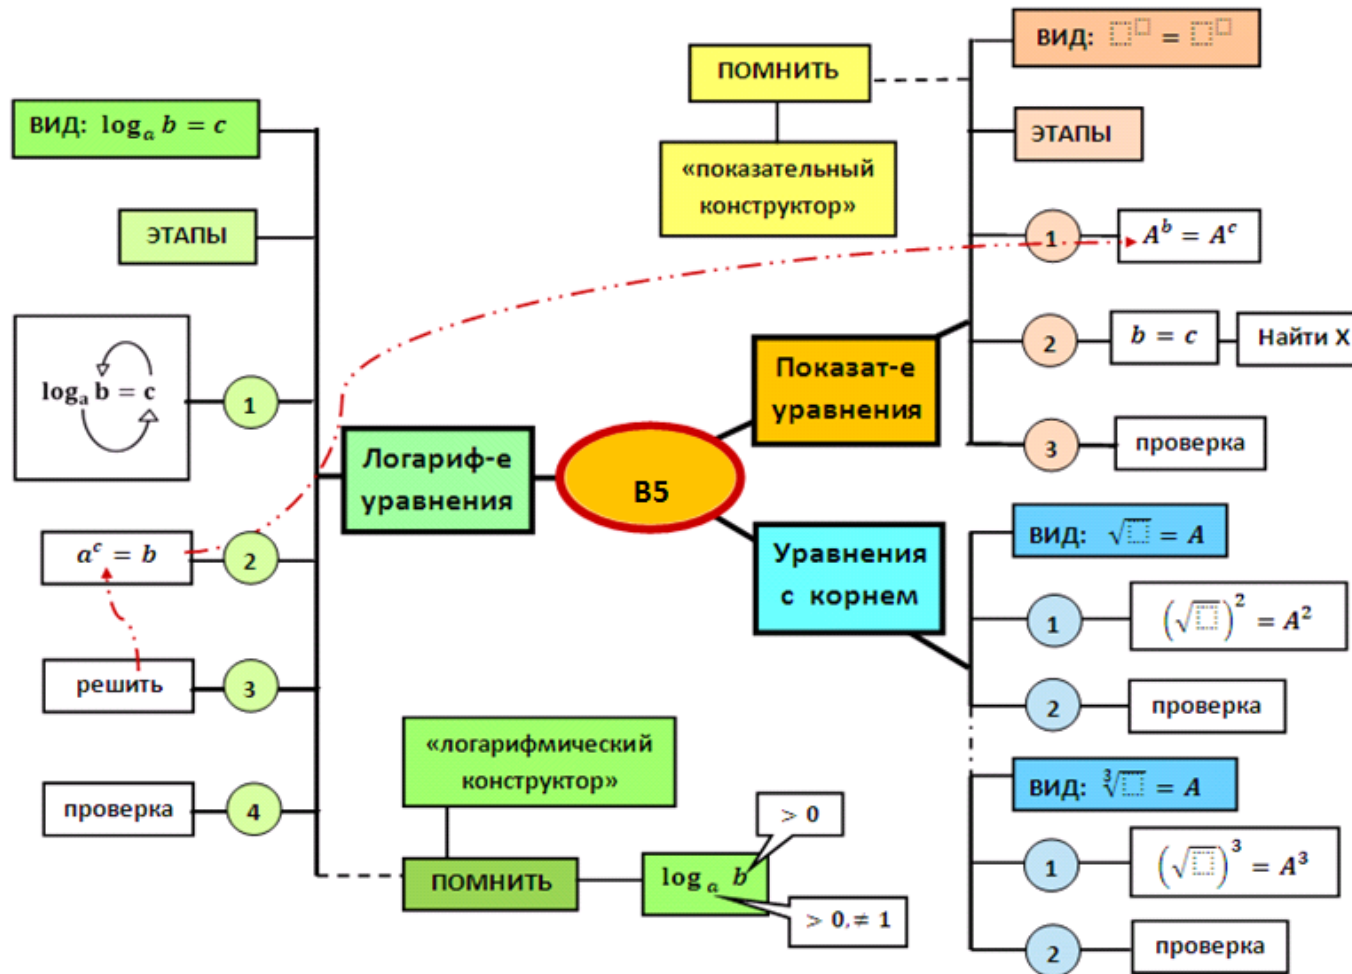 ВИД: logₐ b = c
ЭТАПЫ
logₐ b = c
1
aᶜ = b
2
решить
3
проверка
4
Логариф-е
уравнения
«логарифмический
конструктор»
ПОМНИТЬ
logₐ b
> 0
> 0, ≠ 1
В5
ПОМНИТЬ
«показательный
конструктор»
Показат-е
уравнения
ВИД: ⬚^⬚ = ⬚^⬚
ЭТАПЫ
1
Aᵇ = Aᶜ
2
b = c
Найти X
3
проверка
Уравнения
с корнем
ВИД: √⬚ = A
1
(√⬚)² = A²
2
проверка
ВИД: ∛⬚ = A
1
(√⬚)³ = A³
2
проверка